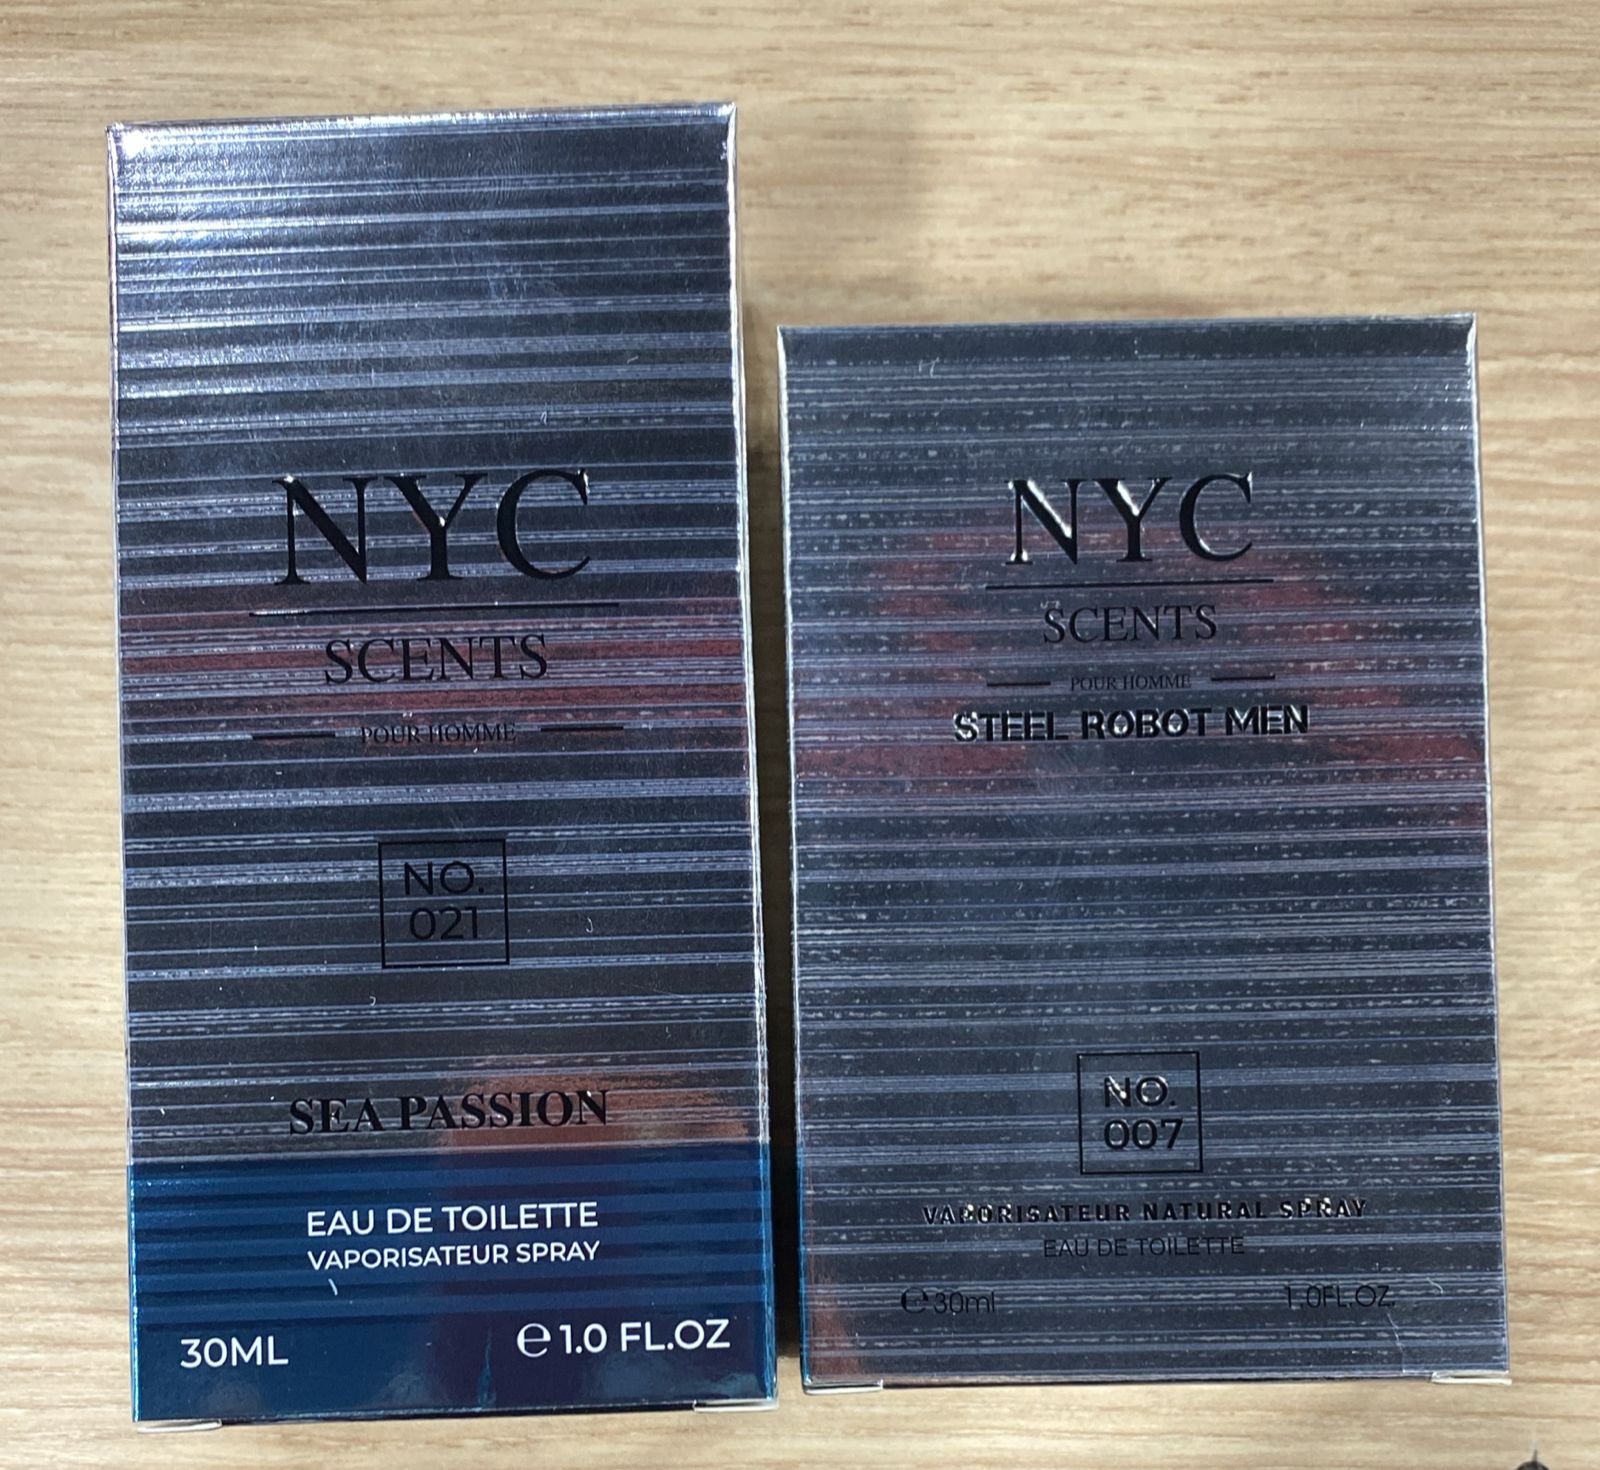 NYC
SCENTS
POUR HOMME
NO.
021
SEA PASSION
EAU DE TOILETTE
VAPORISATEUR SPRAY
30ML
℮1.0 FL.OZ
NYC
SCENTS
POUR HOMME
STEEL ROBOT MEN
NO.
007
VAPORISATEUR NATURAL SPRAY
EAU DE TOILETTE
℮30ml
1.0FL.OZ.